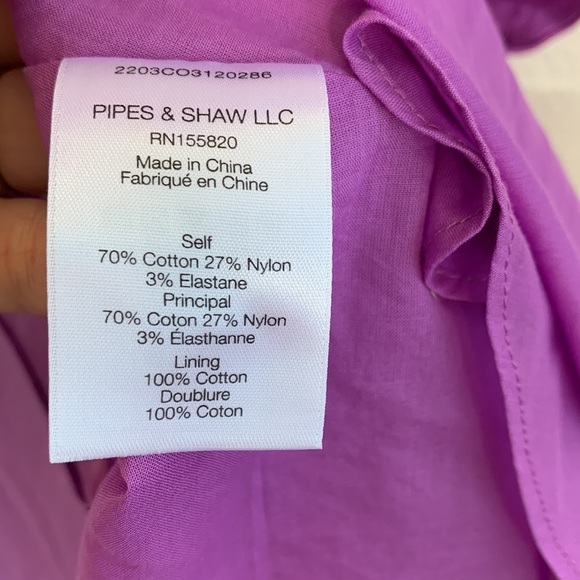 2203CO3120286
PIPES & SHAW LLC
RN155820
Made in China
Fabriqué en Chine
Self
70% Cotton 27% Nylon
3% Elastane
Principal
70% Coton 27% Nylon
3% Élasthanne
Lining
100% Cotton
Doublure
100% Coton